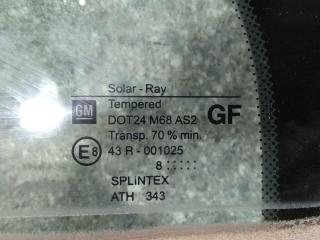 Solar - Ray
GM Tempered GF
DOT24 M68 AS2
Transp. 70 % min.
E8 43 R - 001025
8 :::::
SPLiNTEX
ATH 343